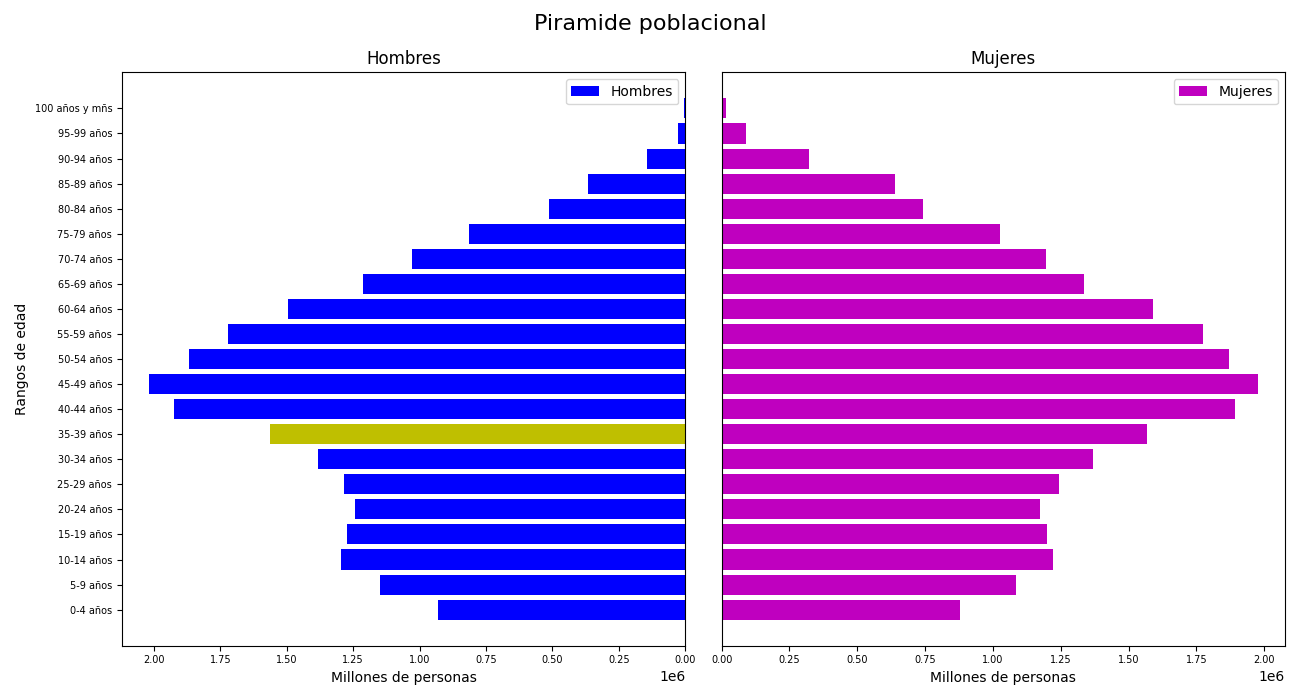 Piramide poblacional
Hombres
Mujeres
Hombres
Mujeres
Rangos de edad
100 años y mñs
95-99 años
90-94 años
85-89 años
80-84 años
75-79 años
70-74 años
65-69 años
60-64 años
55-59 años
50-54 años
45-49 años
40-44 años
35-39 años
30-34 años
25-29 años
20-24 años
15-19 años
10-14 años
5-9 años
0-4 años
2.00 1.75 1.50 1.25 1.00 0.75 0.50 0.25 0.00
Millones de personas 1e6
0.00 0.25 0.50 0.75 1.00 1.25 1.50 1.75 2.00
Millones de personas 1e6